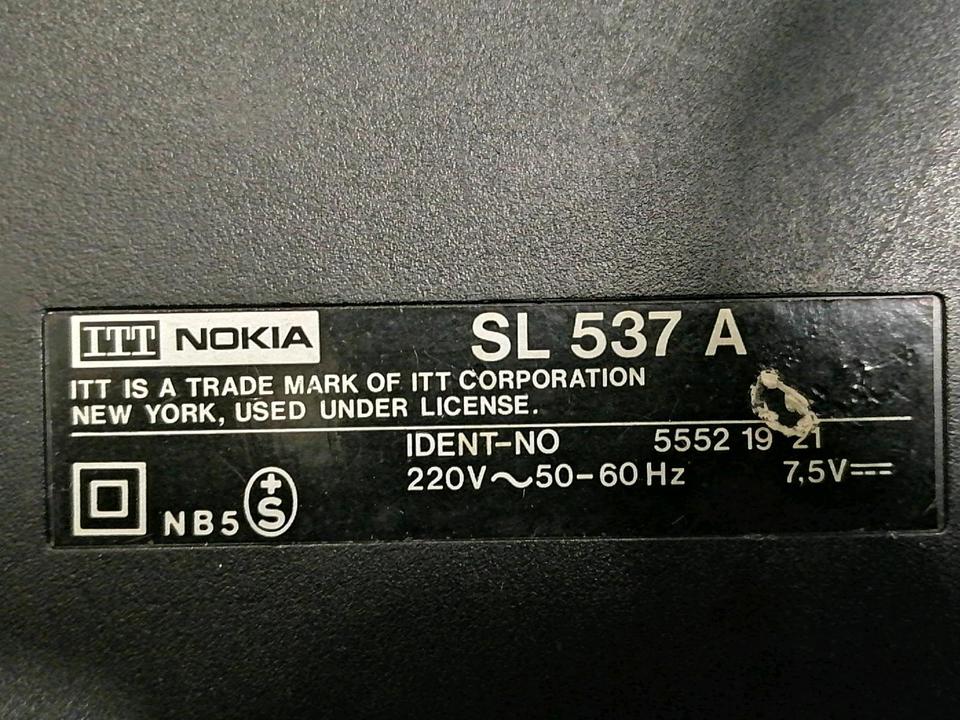 ITT NOKIA SL 537 A
ITT IS A TRADE MARK OF ITT CORPORATION
NEW YORK, USED UNDER LICENSE.
IDENT-NO 5552 19 21
220V～50-60 Hz 7,5V⎓
NB5 +S